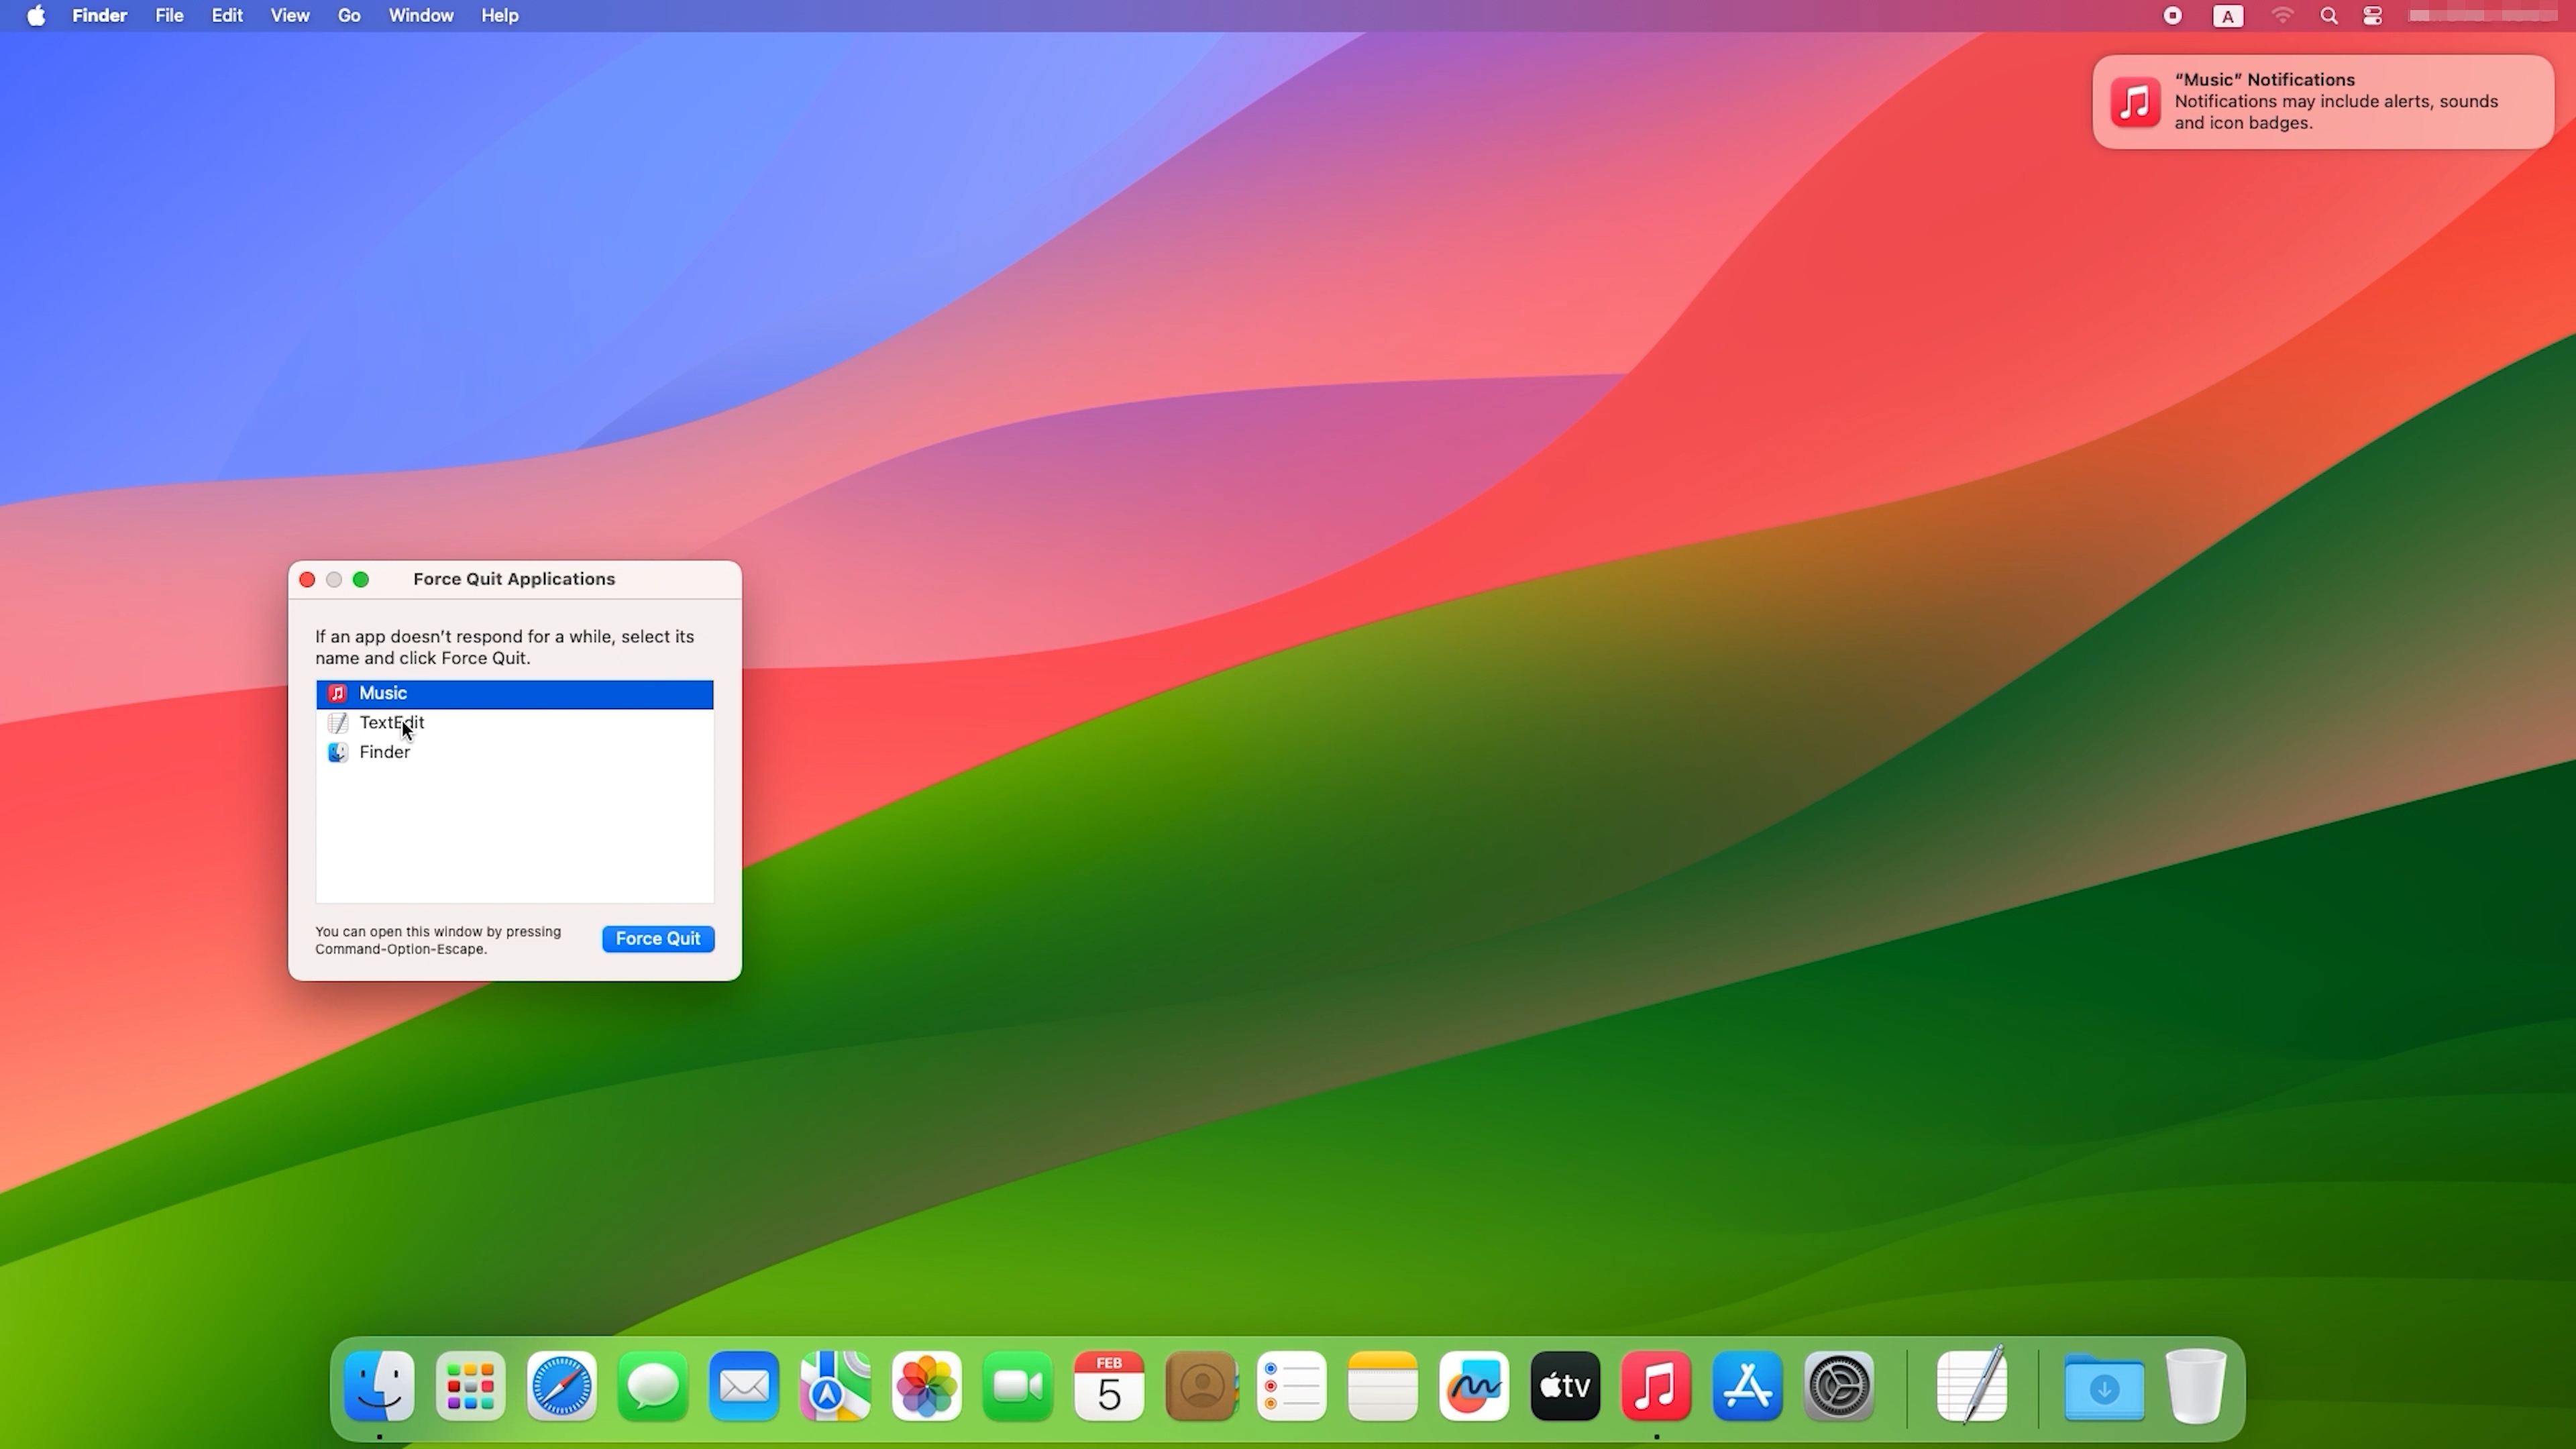 Finder File Edit View Go Window Help
A
“Music” Notifications
Notifications may include alerts, sounds
and icon badges.
Force Quit Applications
If an app doesn’t respond for a while, select its
name and click Force Quit.
Music
TextEdit
Finder
You can open this window by pressing
Command-Option-Escape.
Force Quit
FEB
5
tv